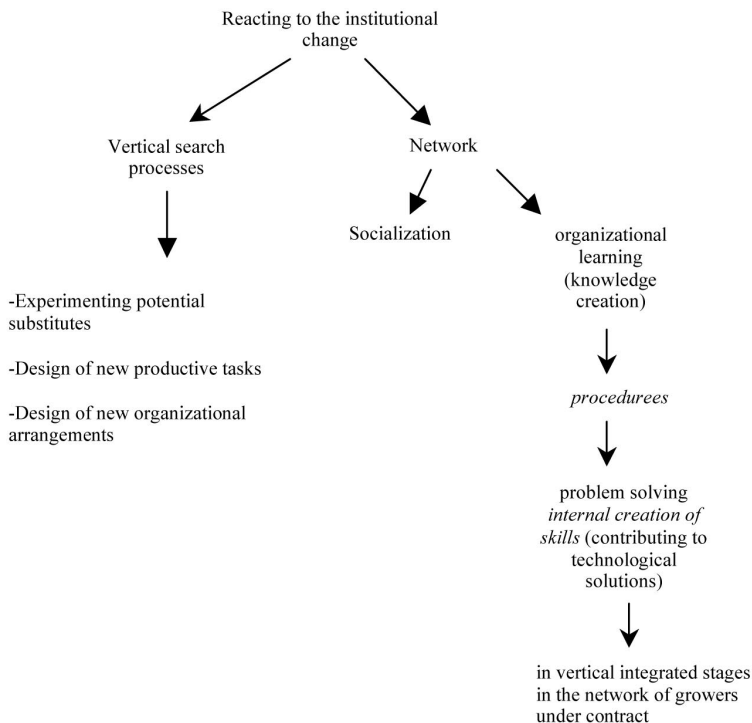 Reacting to the institutional
change
Vertical search
processes
Network
Socialization
organizational
learning
(knowledge
creation)
-Experimenting potential
substitutes
-Design of new productive tasks
-Design of new organizational
arrangements
procedurees
problem solving
internal creation of
skills (contributing to
technological
solutions)
in vertical integrated stages
in the network of growers
under contract